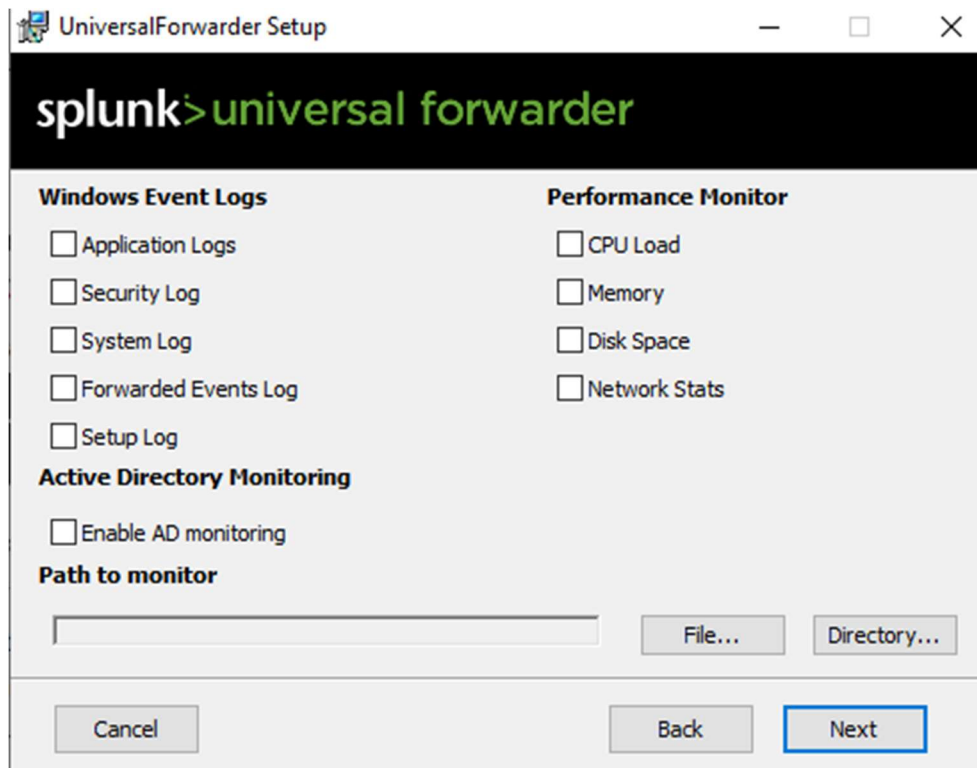 UniversalForwarder Setup
splunk>universal forwarder
Windows Event Logs
Application Logs
Security Log
System Log
Forwarded Events Log
Setup Log
Performance Monitor
CPU Load
Memory
Disk Space
Network Stats
Active Directory Monitoring
Enable AD monitoring
Path to monitor
File...
Directory...
Cancel
Back
Next